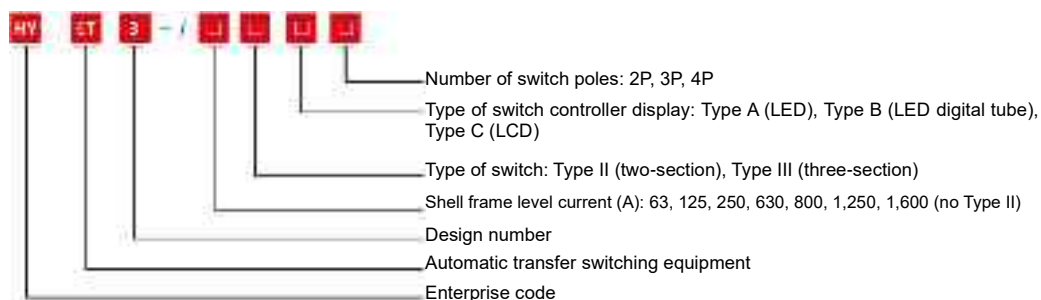 HY ET 3 - / □ □ □ □
Number of switch poles: 2P, 3P, 4P
Type of switch controller display: Type A (LED), Type B (LED digital tube),
Type C (LCD)
Type of switch: Type II (two-section), Type III (three-section)
Shell frame level current (A): 63, 125, 250, 630, 800, 1,250, 1,600 (no Type II)
Design number
Automatic transfer switching equipment
Enterprise code